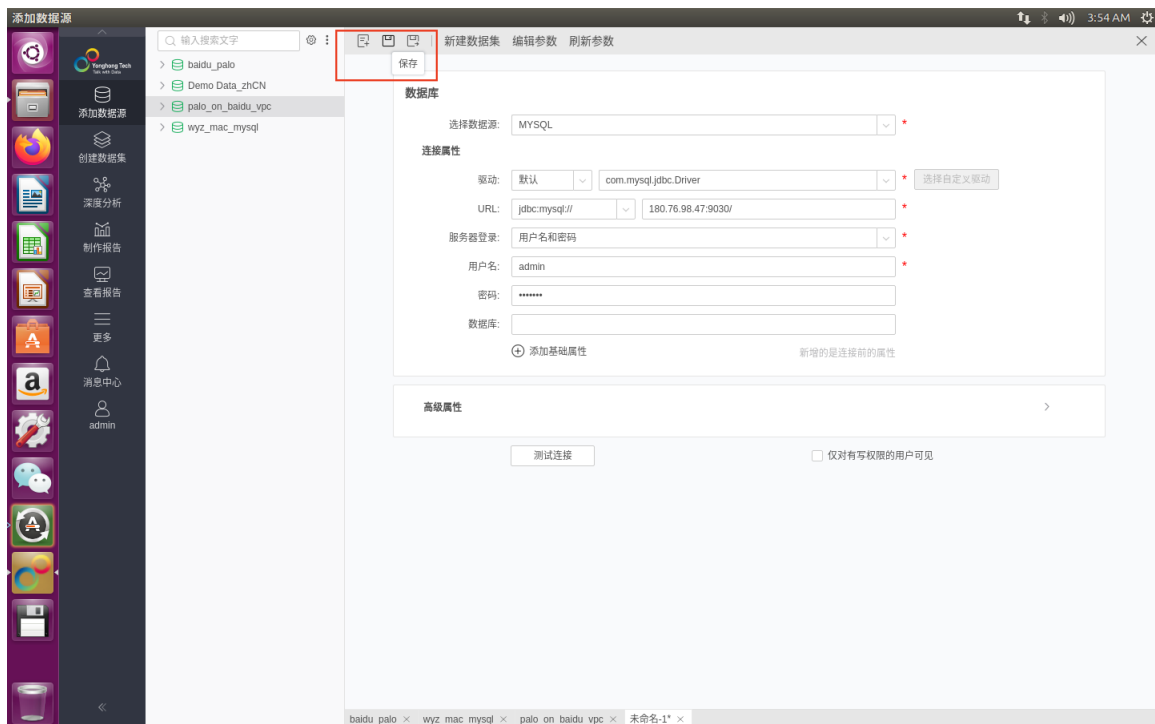 添加数据源
3:54 AM
Yonghong Tech
Talk with Data
添加数据源
创建数据集
深度分析
制作报告
查看报告
更多
消息中心
admin
输入搜索文字
baidu_palo
Demo Data_zhCN
palo_on_baidu_vpc
wyz_mac_mysql
新建数据集 编辑参数 刷新参数
保存
数据库
选择数据源: MYSQL *
连接属性
驱动: 默认 com.mysql.jdbc.Driver * 选择自定义驱动
URL: jdbc:mysql:// 180.76.98.47:9030/ *
服务器登录: 用户名和密码 *
用户名: admin *
密码: •••••••
数据库:
添加基础属性 新增的是连接前的属性
高级属性
测试连接 仅对有写权限的用户可见
baidu_palo × wyz_mac_mysql × palo_on_baidu_vpc × 未命名-1* ×